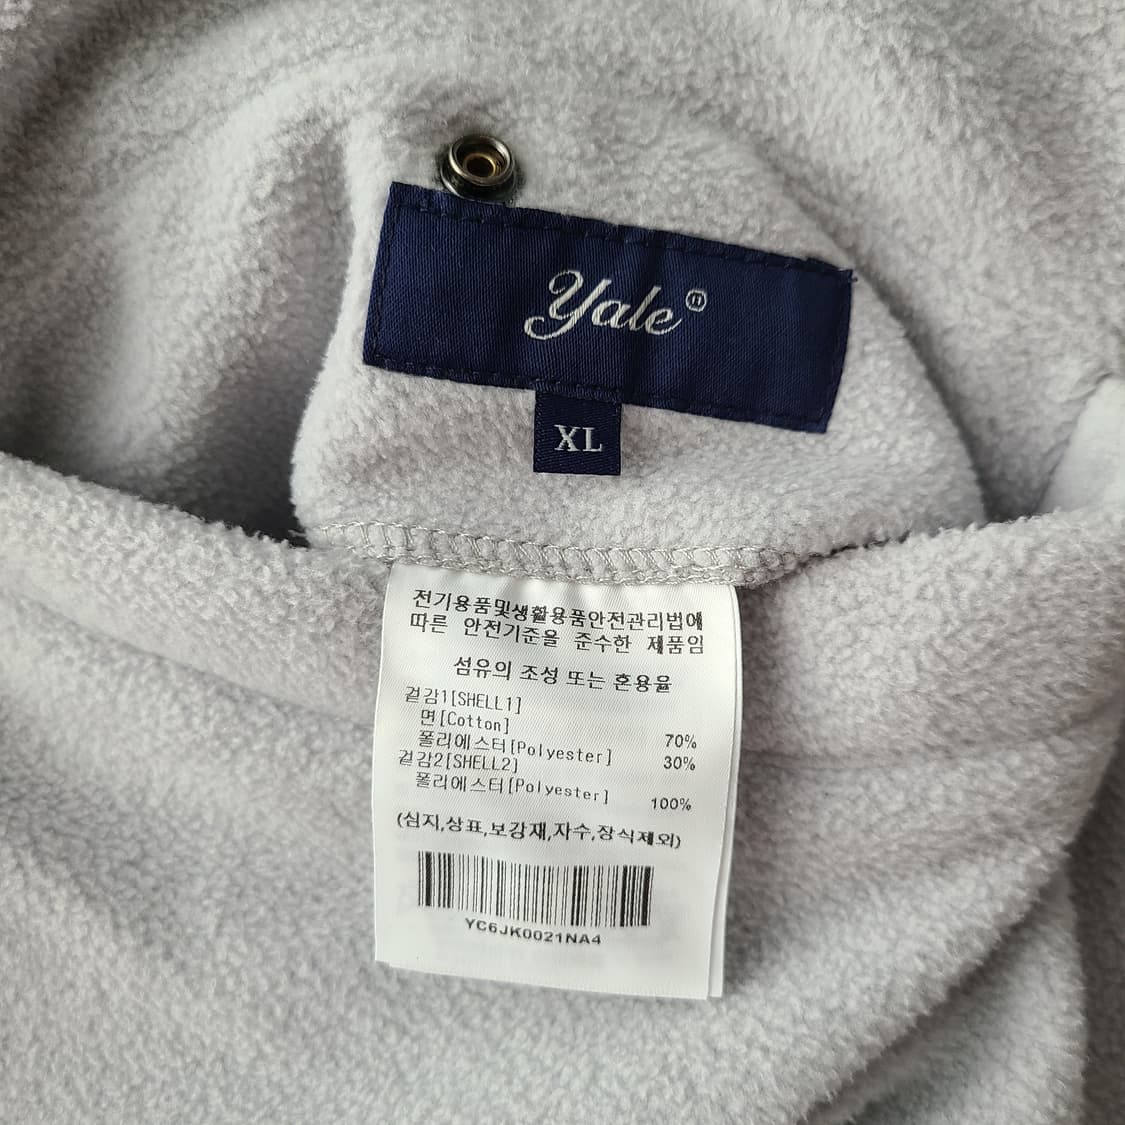 Yale®
XL
전기용품및생활용품안전관리법에
따른 안전기준을 준수한 제품임
섬유의 조성 또는 혼용율
겉감1[SHELL1]
면[Cotton] 70%
폴리에스터[Polyester] 30%
겉감2[SHELL2]
폴리에스터[Polyester] 100%
(심지,상표,보강재,자수,장식제외)
YC6JK0021NA4